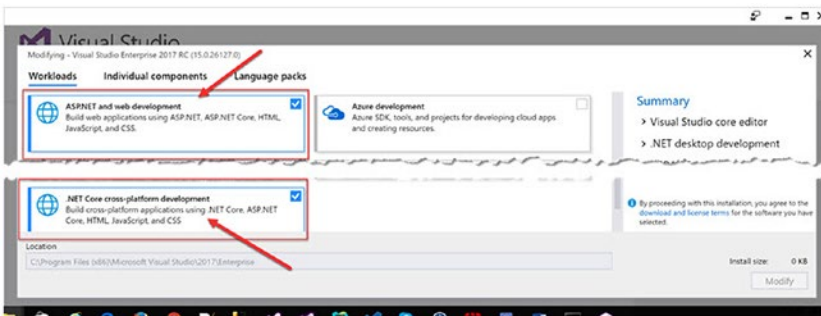 Visual Studio
Modifying - Visual Studio Enterprise 2017 RC (15.0.26127.0)
Workloads Individual components Language packs
ASP.NET and web development
Build web applications using ASP.NET, ASP.NET Core, HTML,
JavaScript, and CSS.
Azure development
Azure SDK, tools, and projects for developing cloud apps
and creating resources.
Summary
> Visual Studio core editor
> .NET desktop development
.NET Core cross-platform development
Build cross-platform applications using .NET Core, ASP.NET
Core, HTML, JavaScript, and CSS
By proceeding with this installation, you agree to the
download and license terms for the software you have
selected.
Location
C:\Program Files (x86)\Microsoft Visual Studio\2017\Enterprise
Install size: 0 KB
Modify